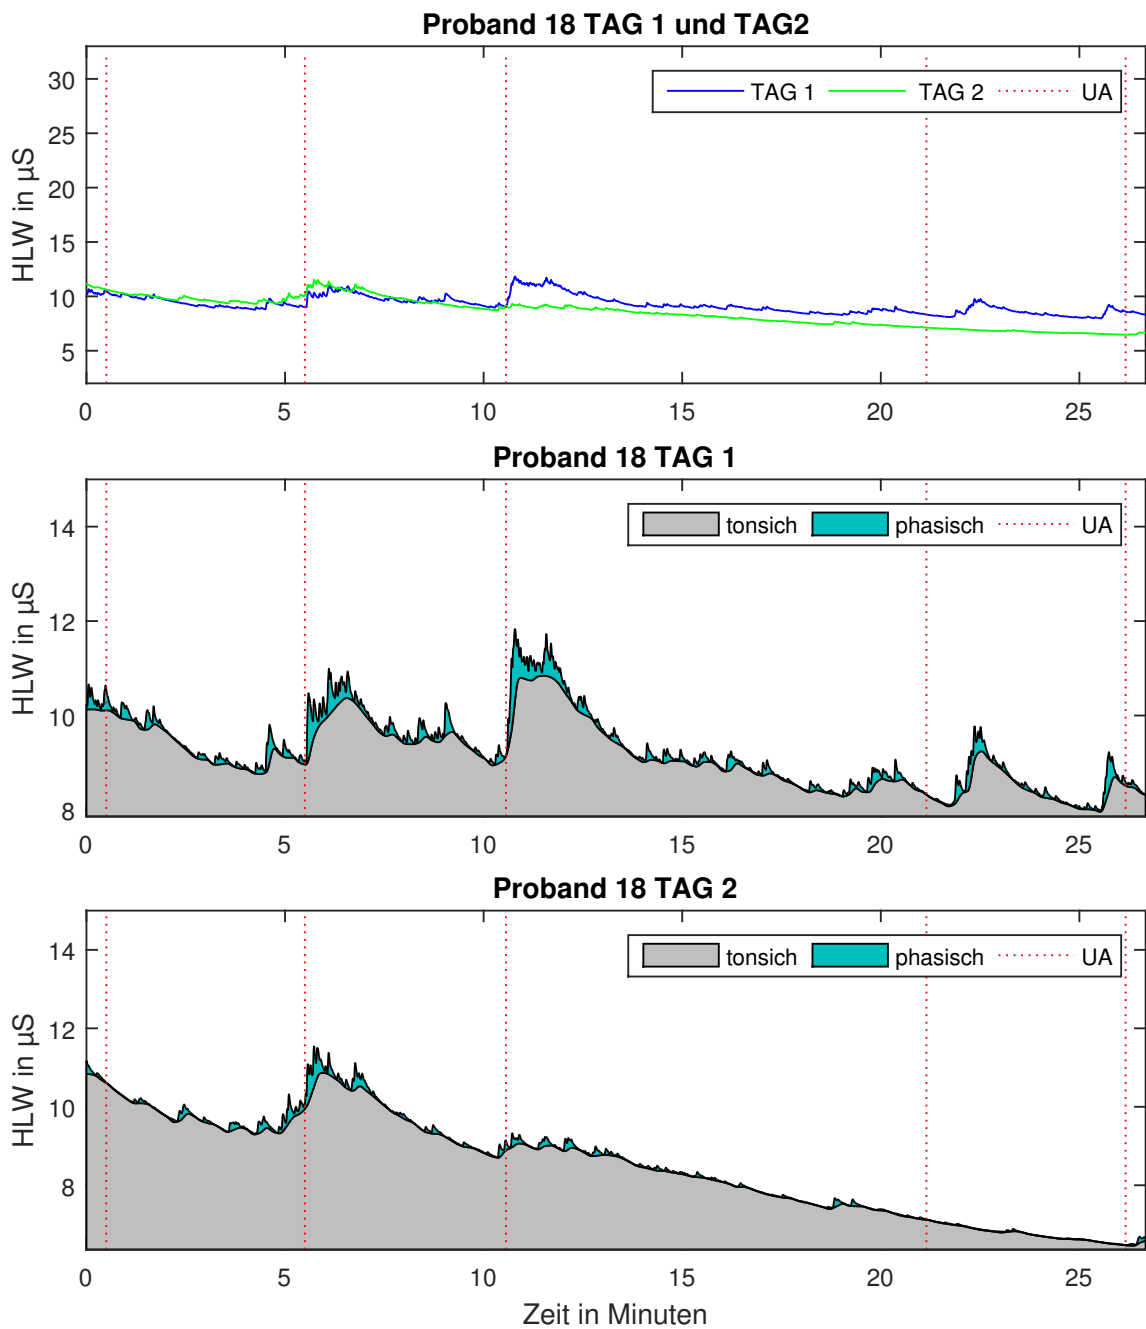 Proband 18 TAG 1 und TAG2
HLW in µS
30
25
20
15
10
5
TAG 1 TAG 2 UA
0 5 10 15 20 25
Proband 18 TAG 1
HLW in µS
14
12
10
8
tonsich phasisch UA
0 5 10 15 20 25
Proband 18 TAG 2
HLW in µS
14
12
10
8
tonsich phasisch UA
0 5 10 15 20 25
Zeit in Minuten